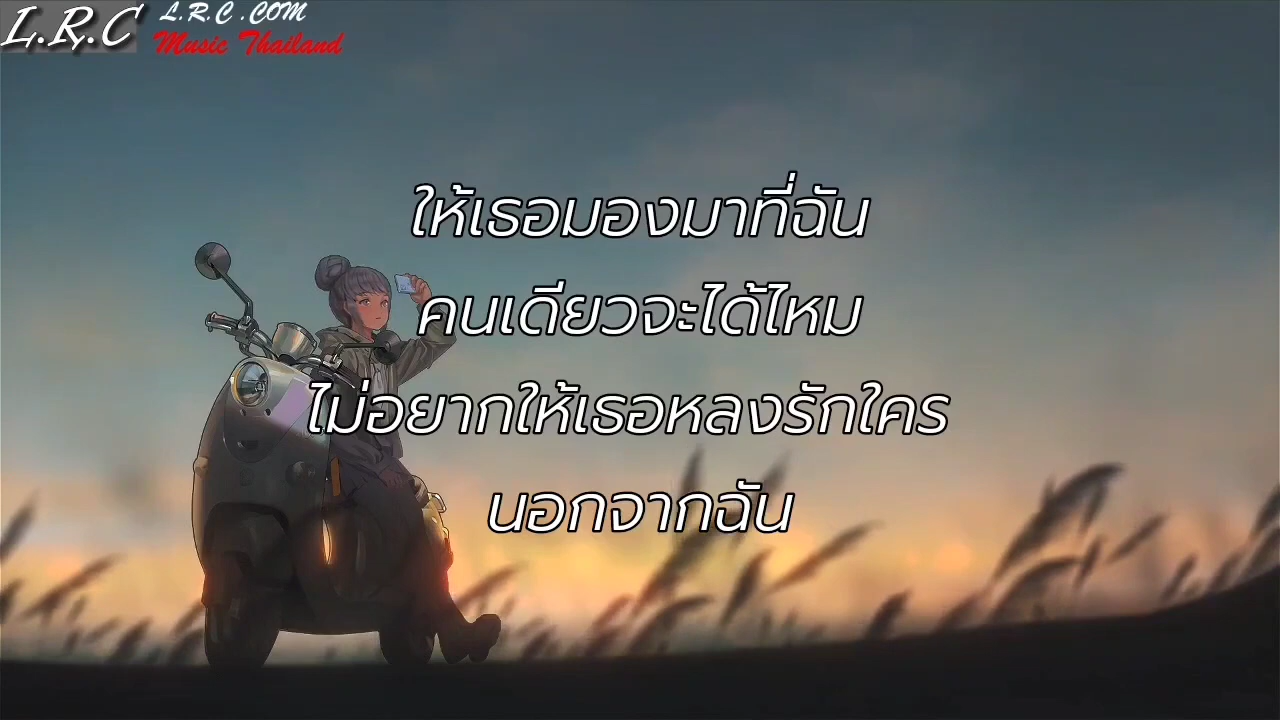 L.R.C
L.R.C .COM
Music Thailand
ให้เธอมองมาที่ฉัน
คนเดียวจะได้ไหม
ไม่อยากให้เธอหลงรักใคร
นอกจากฉัน